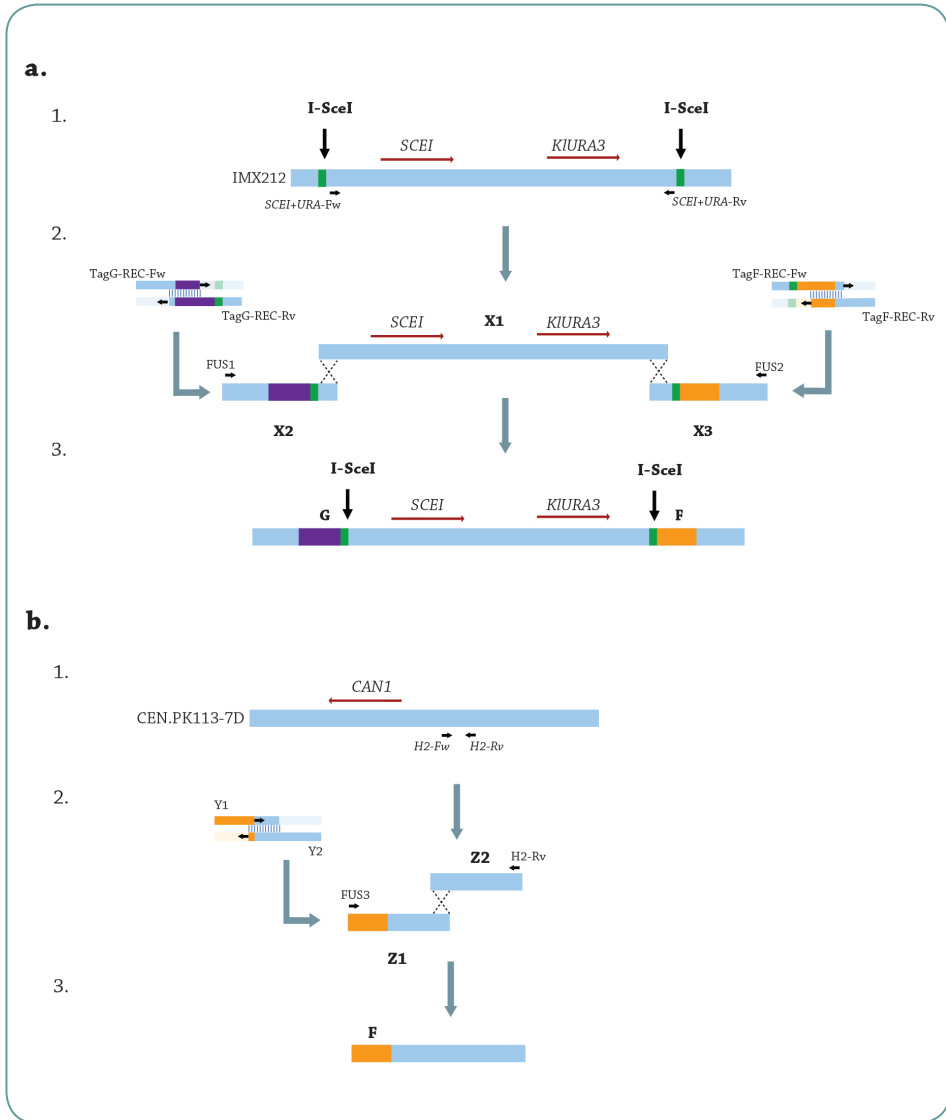 a.
1.
I-SceI
I-SceI
SCEI
KlURA3
IMX212
SCEI+URA-Fw
SCEI+URA-Rv
2.
TagG-REC-Fw
TagF-REC-Fw
TagG-REC-Rv
TagF-REC-Rv
SCEI
X1
KlURA3
FUS1
FUS2
X2
X3
3.
I-SceI
I-SceI
G
SCEI
KlURA3
F
b.
1.
CAN1
CEN.PK113-7D
H2-Fw
H2-Rv
2.
Y1
Y2
Z2
H2-Rv
FUS3
Z1
3.
F